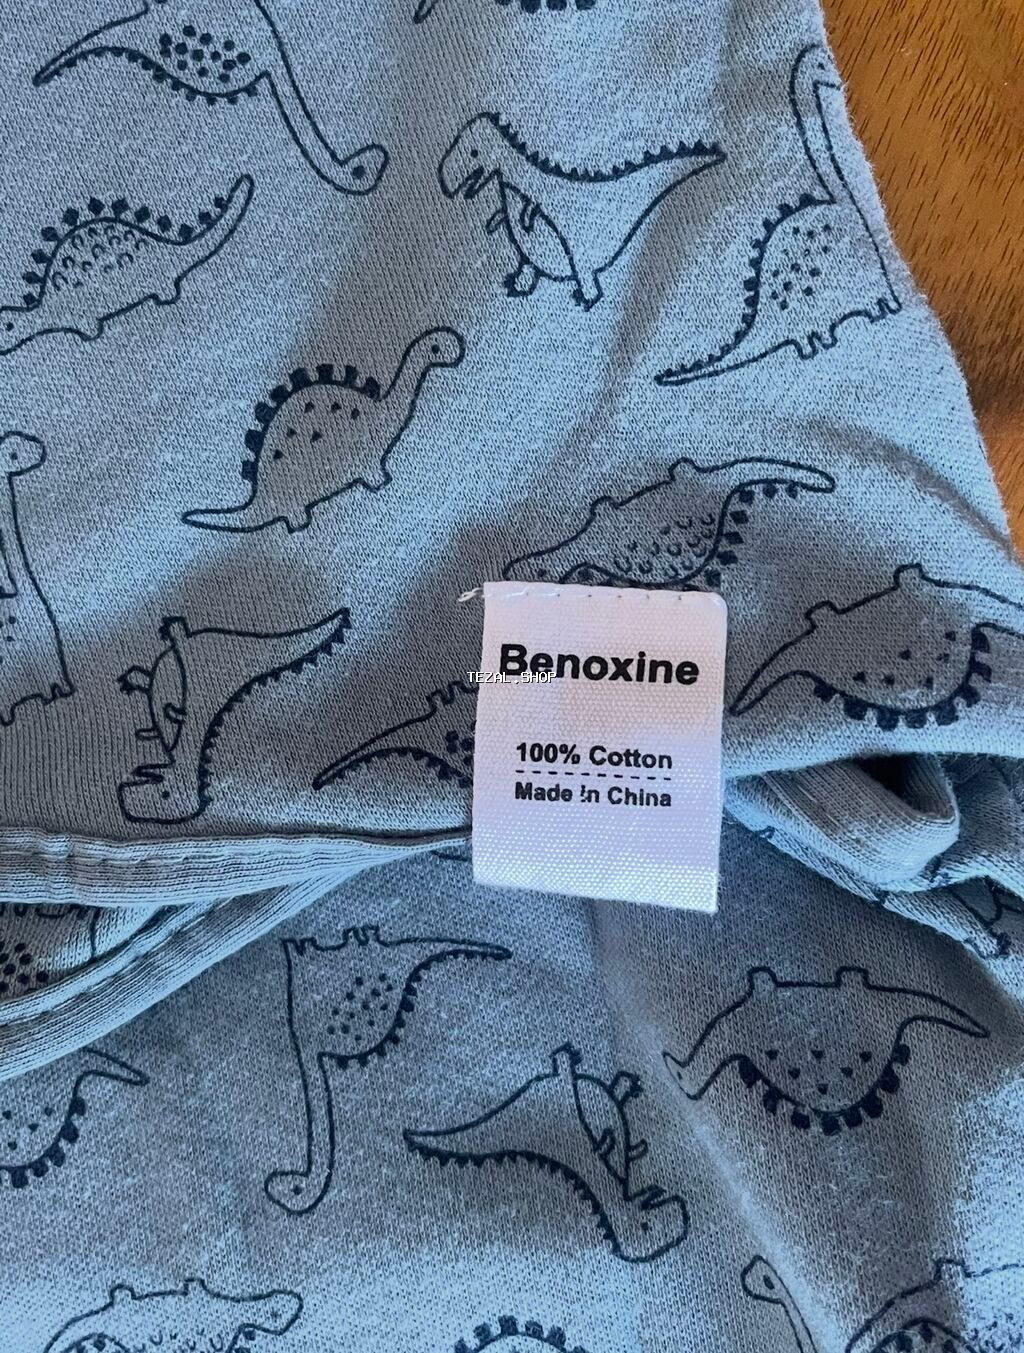 Benoxine
TEZAL.SHOP
100% Cotton
Made In China